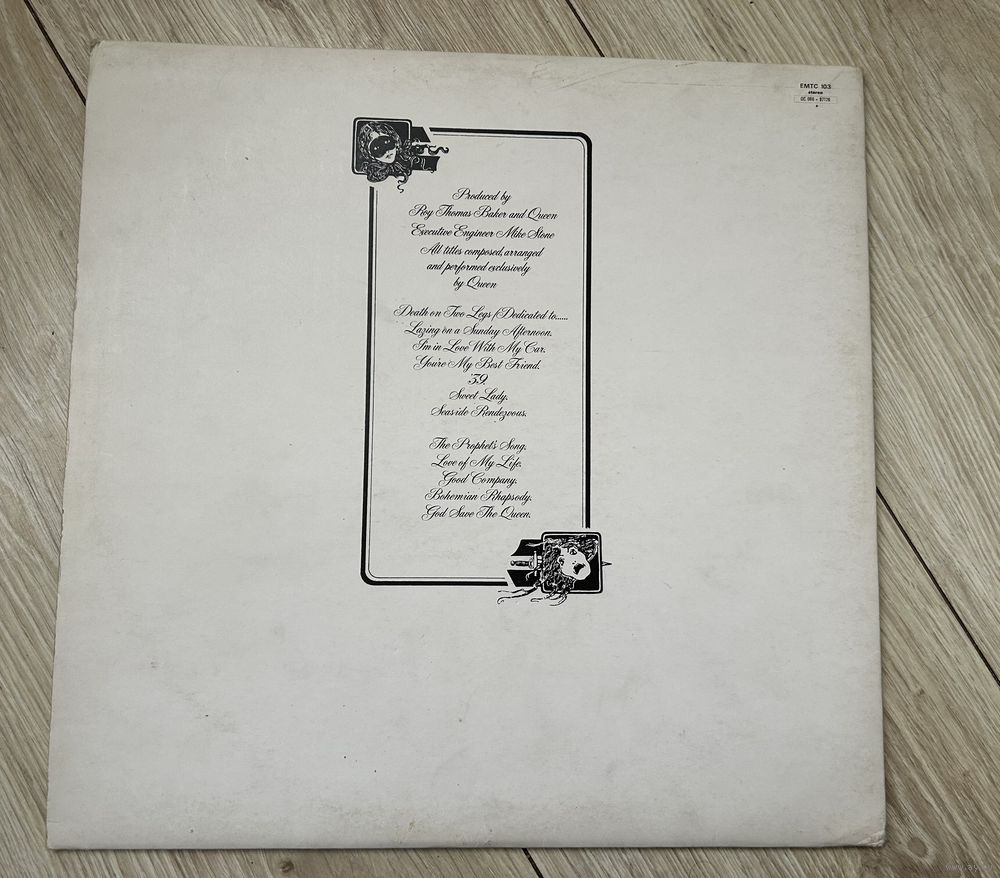 EMTC 103
stereo
OC 066 - 97176
Produced by
Roy Thomas Baker and Queen
Executive Engineer Mike Stone
All titles composed, arranged
and performed exclusively
by Queen
Death on Two Legs (Dedicated to......
Lazing on a Sunday Afternoon.
I'm in Love With My Car.
You're My Best Friend.
'39.
Sweet Lady.
Seaside Rendezvous.
The Prophet's Song.
Love of My Life.
Good Company.
Bohemian Rhapsody.
God Save The Queen.